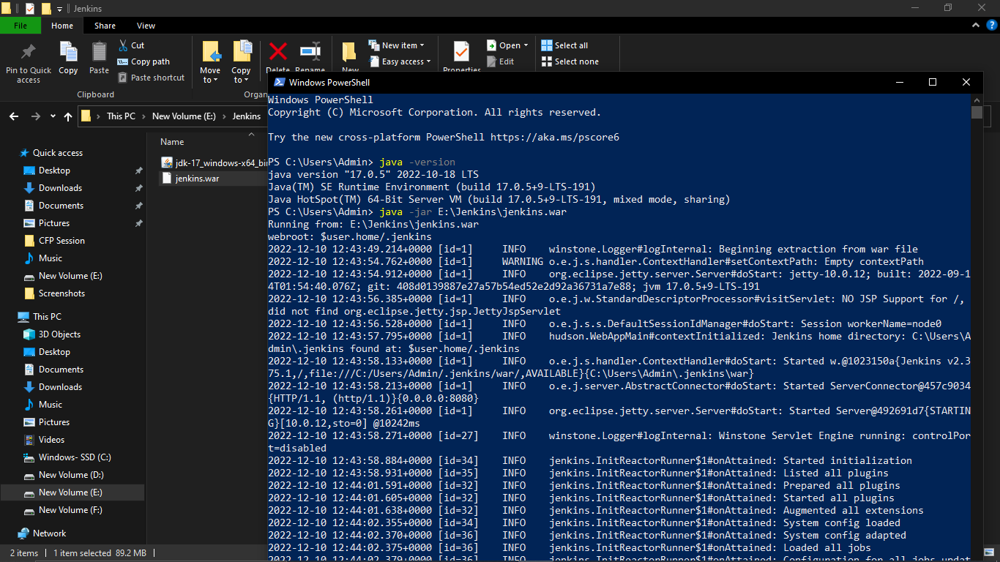 Jenkins
File Home Share View
Pin to Quick access
Copy
Paste
Cut
Copy path
Paste shortcut
Clipboard
Move to
Copy to
Delete
Rename
Organ
New
New item
Easy access
Properties
Open
Edit
Select all
Select none
This PC New Volume (E:) Jenkins
Name
jdk-17_windows-x64_bin
jenkins.war
Quick access
Desktop
Downloads
Documents
Pictures
CFP Session
Music
New Volume (E:)
Screenshots
This PC
3D Objects
Desktop
Documents
Downloads
Music
Pictures
Videos
Windows- SSD (C:)
New Volume (D:)
New Volume (E:)
New Volume (F:)
Network
2 items 1 item selected 89.2 MB
Windows PowerShell
Windows PowerShell
Copyright (C) Microsoft Corporation. All rights reserved.
Try the new cross-platform PowerShell https://aka.ms/pscore6
PS C:\Users\Admin> java -version
java version "17.0.5" 2022-10-18 LTS
Java(TM) SE Runtime Environment (build 17.0.5+9-LTS-191)
Java HotSpot(TM) 64-Bit Server VM (build 17.0.5+9-LTS-191, mixed mode, sharing)
PS C:\Users\Admin> java -jar E:\Jenkins\jenkins.war
Running from: E:\Jenkins\jenkins.war
webroot: $user.home/.jenkins
2022-12-10 12:43:49.214+0000 [id=1] INFO winstone.Logger#logInternal: Beginning extraction from war file
2022-12-10 12:43:54.762+0000 [id=1] WARNING o.e.j.s.handler.ContextHandler#setContextPath: Empty contextPath
2022-12-10 12:43:54.912+0000 [id=1] INFO org.eclipse.jetty.server.Server#doStart: jetty-10.0.12; built: 2022-09-1
4T01:54:40.076Z; git: 408d0139887e27a57b54ed52e2d92a36731a7e88; jvm 17.0.5+9-LTS-191
2022-12-10 12:43:56.385+0000 [id=1] INFO o.e.j.w.StandardDescriptorProcessor#visitServlet: NO JSP Support for /,
did not find org.eclipse.jetty.jsp.JettyJspServlet
2022-12-10 12:43:56.528+0000 [id=1] INFO o.e.j.s.s.DefaultSessionIdManager#doStart: Session workerName=node0
2022-12-10 12:43:57.795+0000 [id=1] INFO hudson.WebAppMain#contextInitialized: Jenkins home directory: C:\Users\A
dmin\.jenkins found at: $user.home/.jenkins
2022-12-10 12:43:58.133+0000 [id=1] INFO o.e.j.s.handler.ContextHandler#doStart: Started w.@1023150a{Jenkins v2.3
75.1,/,file:///C:/Users/Admin/.jenkins/war/,AVAILABLE}{C:\Users\Admin\.jenkins\war}
2022-12-10 12:43:58.213+0000 [id=1] INFO o.e.j.server.AbstractConnector#doStart: Started ServerConnector@457c9034
{HTTP/1.1, (http/1.1)}{0.0.0.0:8080}
2022-12-10 12:43:58.261+0000 [id=1] INFO org.eclipse.jetty.server.Server#doStart: Started Server@492691d7{STARTIN
G}[10.0.12,sto=0] @10242ms
2022-12-10 12:43:58.271+0000 [id=27] INFO winstone.Logger#logInternal: Winstone Servlet Engine running: controlPor
t=disabled
2022-12-10 12:43:58.884+0000 [id=34] INFO jenkins.InitReactorRunner$1#onAttained: Started initialization
2022-12-10 12:43:58.931+0000 [id=35] INFO jenkins.InitReactorRunner$1#onAttained: Listed all plugins
2022-12-10 12:44:01.591+0000 [id=32] INFO jenkins.InitReactorRunner$1#onAttained: Prepared all plugins
2022-12-10 12:44:01.605+0000 [id=32] INFO jenkins.InitReactorRunner$1#onAttained: Started all plugins
2022-12-10 12:44:01.638+0000 [id=32] INFO jenkins.InitReactorRunner$1#onAttained: Augmented all extensions
2022-12-10 12:44:02.355+0000 [id=34] INFO jenkins.InitReactorRunner$1#onAttained: System config loaded
2022-12-10 12:44:02.370+0000 [id=36] INFO jenkins.InitReactorRunner$1#onAttained: System config adapted
2022-12-10 12:44:02.375+0000 [id=36] INFO jenkins.InitReactorRunner$1#onAttained: Loaded all jobs
2022-12-10 12:44:02.379+0000 [id=36] INFO jenkins.InitReactorRunner$1#onAttained: Configuration for all jobs updat